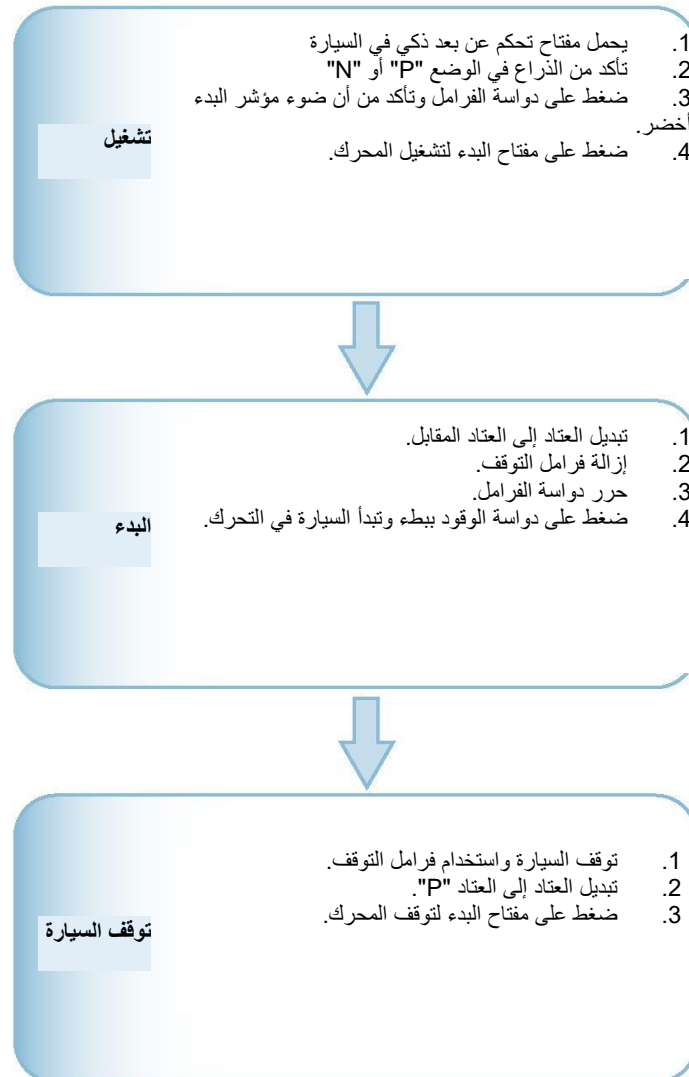 1. يحمل مفتاح تحكم عن بعد ذكي في السيارة
2. تأكد من الذراع في الوضع "P" أو "N"
3. ضغط على دواسة الفرامل وتأكد من أن ضوء مؤشر البدء
أخضر.
4. ضغط على مفتاح البدء لتشغيل المحرك.
تشغيل
1. تبديل العتاد إلى العتاد المقابل.
2. إزالة فرامل التوقف.
3. حرر دواسة الفرامل.
4. ضغط على دواسة الوقود ببطء وتبدأ السيارة في التحرك.
البدء
1. توقف السيارة واستخدام فرامل التوقف.
2. تبديل العتاد إلى العتاد "P".
3. ضغط على مفتاح البدء لتوقف المحرك.
توقف السيارة